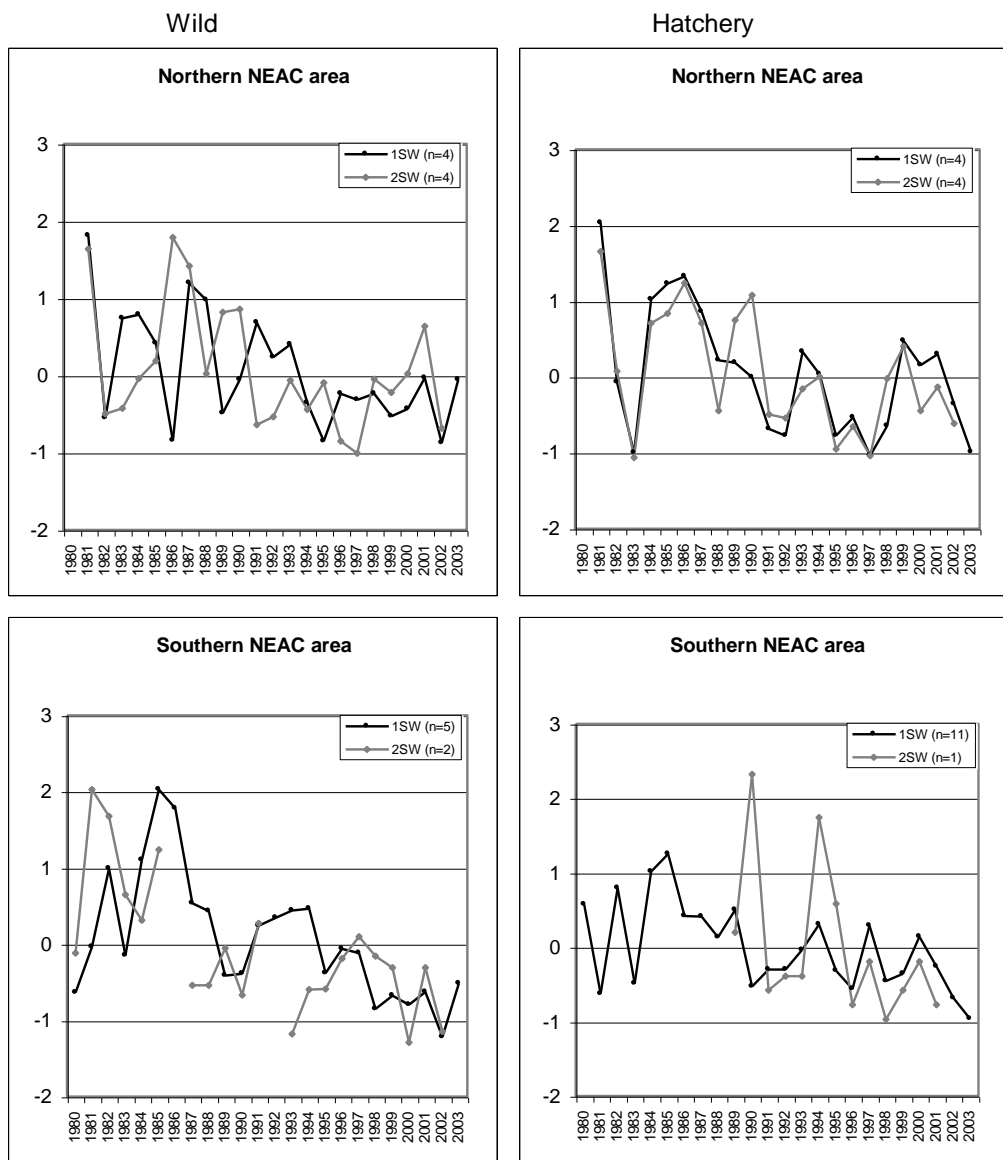 Wild Hatchery
Northern NEAC area
1SW (n=4)
2SW (n=4)
3
2
1
0
-1
-2
1980 1981 1982 1983 1984 1985 1986 1987 1988 1989 1990 1991 1992 1993 1994 1995 1996 1997 1998 1999 2000 2001 2002 2003
Northern NEAC area
1SW (n=4)
2SW (n=4)
3
2
1
0
-1
-2
1980 1981 1982 1983 1984 1985 1986 1987 1988 1989 1990 1991 1992 1993 1994 1995 1996 1997 1998 1999 2000 2001 2002 2003
Southern NEAC area
1SW (n=5)
2SW (n=2)
3
2
1
0
-1
-2
1980 1981 1982 1983 1984 1985 1986 1987 1988 1989 1990 1991 1992 1993 1994 1995 1996 1997 1998 1999 2000 2001 2002 2003
Southern NEAC area
1SW (n=11)
2SW (n=1)
3
2
1
0
-1
-2
1980 1981 1982 1983 1984 1985 1986 1987 1988 1989 1990 1991 1992 1993 1994 1995 1996 1997 1998 1999 2000 2001 2002 2003